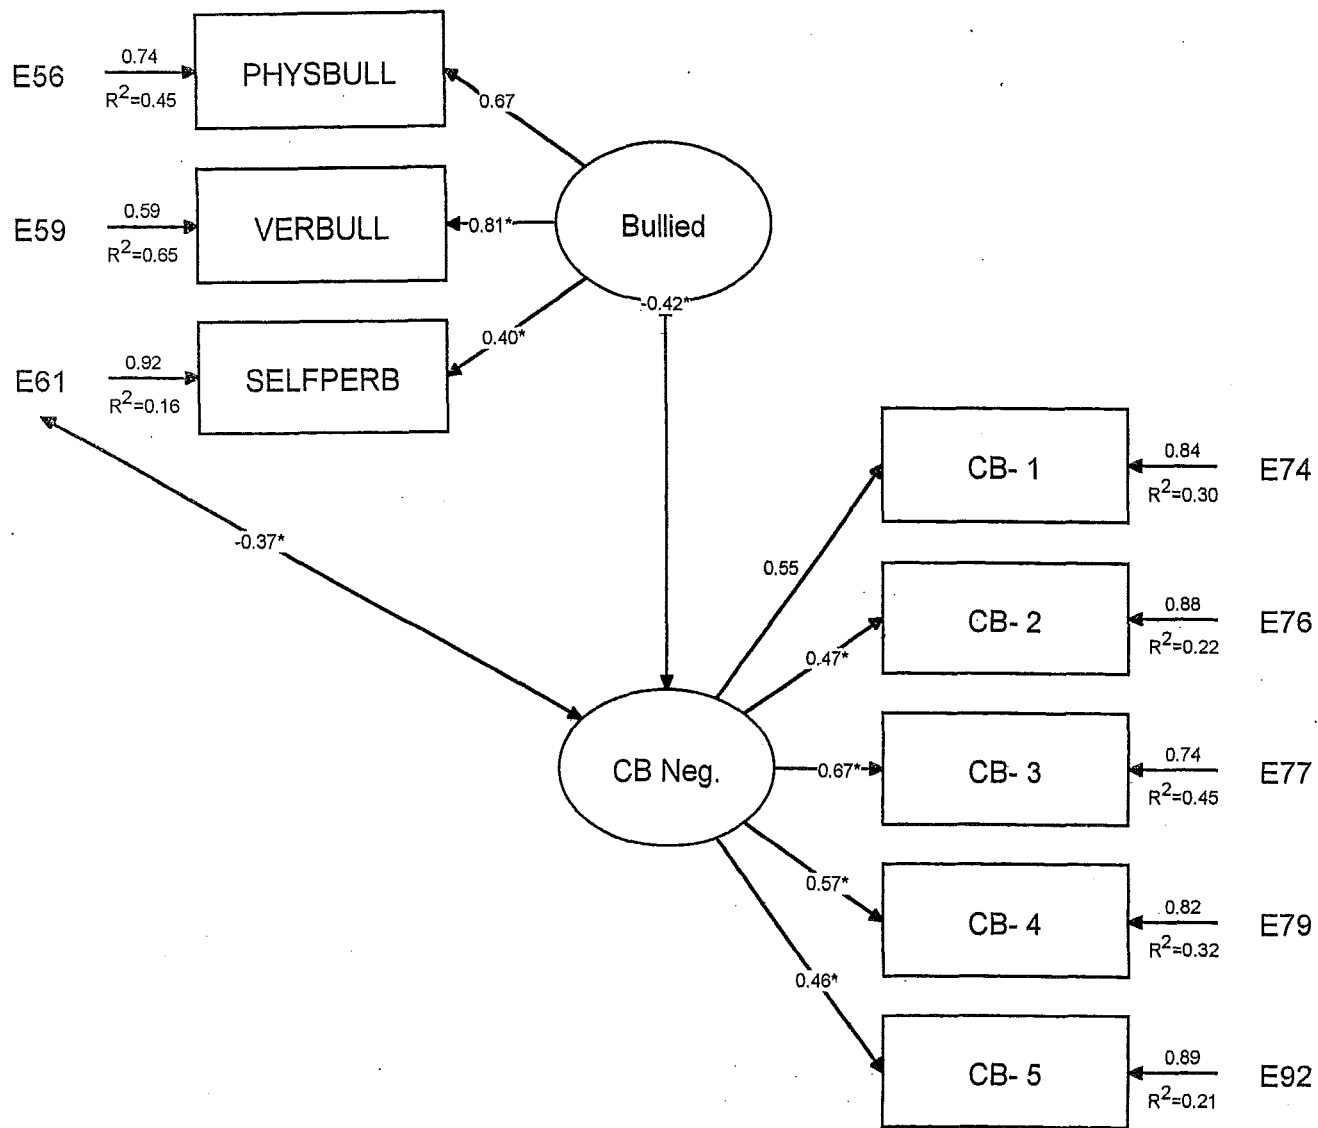 0.74
E56
PHYSBULL
R²=0.45
0.67
0.59
E59
VERBULL
0.81*
Bullied
R²=0.65
-0.42*
0.40*
0.92
E61
SELFPERB
R²=0.16
-0.37*
0.84
CB- 1
E74
R²=0.30
0.55
0.88
CB- 2
E76
R²=0.22
0.47*
0.74
CB Neg.
0.67*
CB- 3
E77
R²=0.45
0.57*
0.82
CB- 4
E79
R²=0.32
0.46*
0.89
CB- 5
E92
R²=0.21